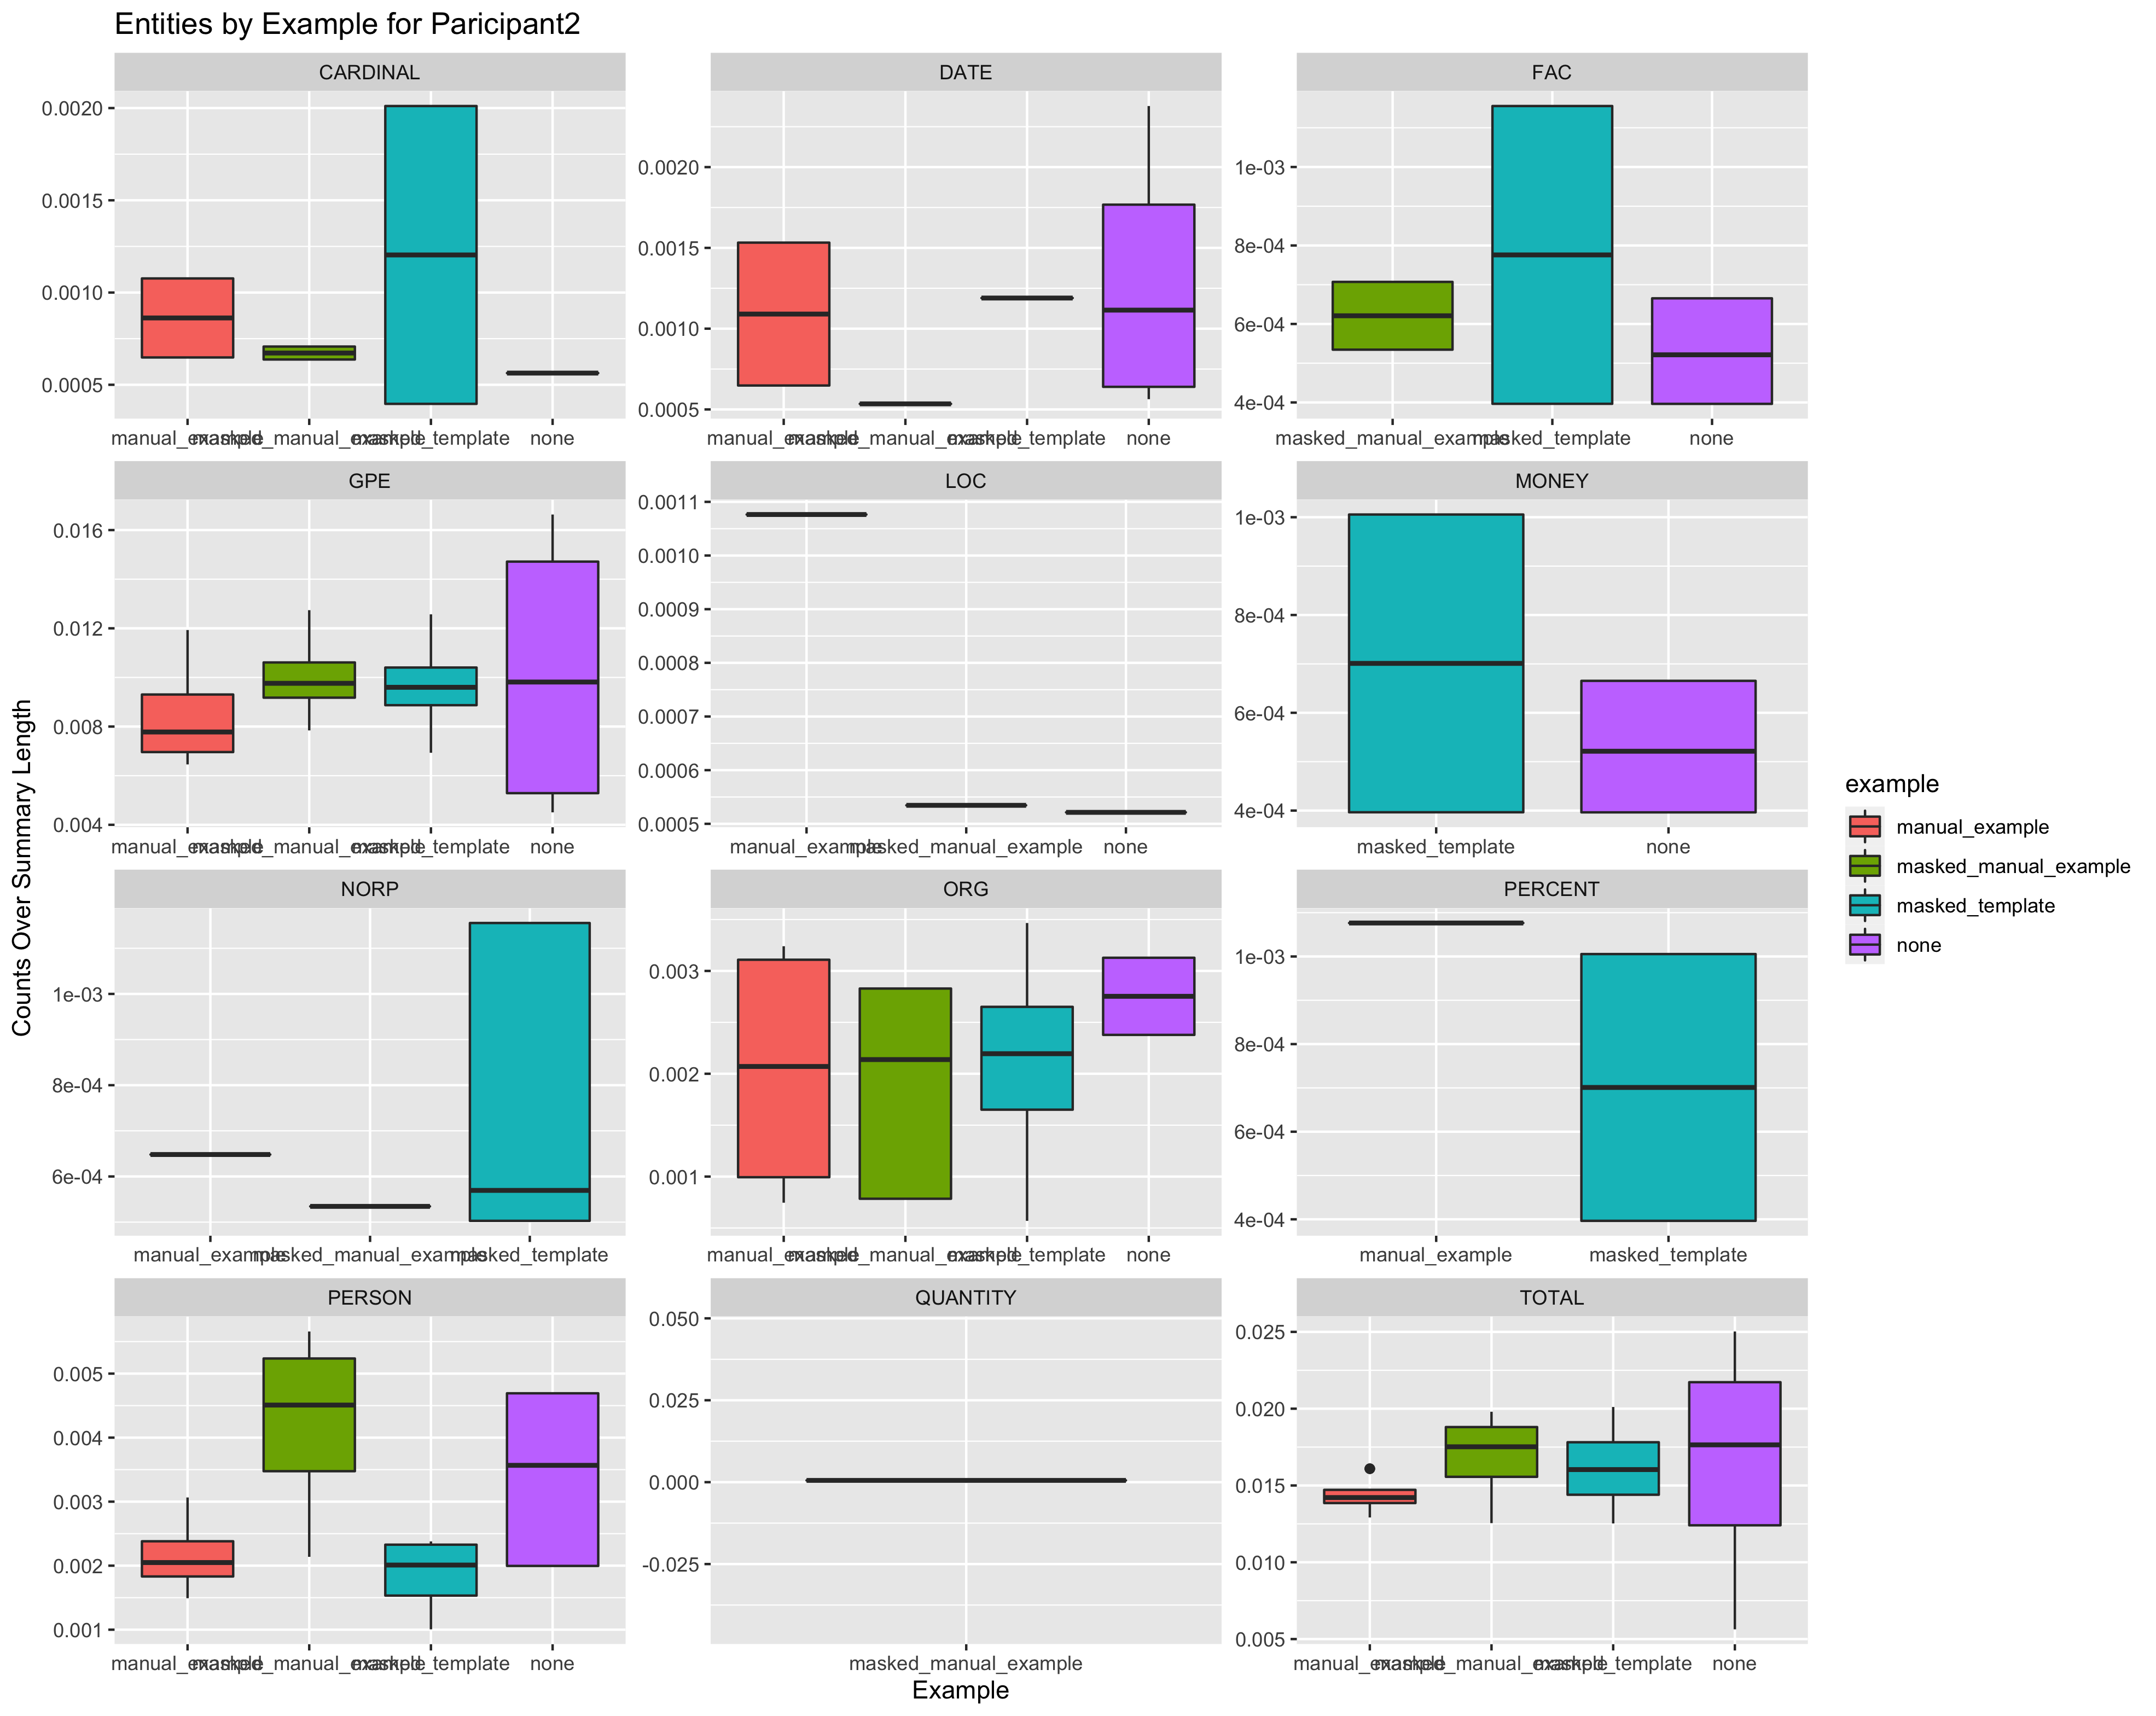 Entities by Example for Paricipant2
CARDINAL
DATE
FAC
0.0020
0.0015
0.0010
0.0005
manual_example masked_manual_example masked_template none
0.0020
0.0015
0.0010
0.0005
manual_example masked_manual_example masked_template none
1e-03
8e-04
6e-04
4e-04
masked_manual_example masked_template none
GPE
LOC
MONEY
0.016
0.012
0.008
0.004
manual_example masked_manual_example masked_template none
0.0011
0.0010
0.0009
0.0008
0.0007
0.0006
0.0005
manual_example masked_manual_example none
1e-03
8e-04
6e-04
4e-04
masked_template none
NORP
ORG
PERCENT
1e-03
8e-04
6e-04
manual_example masked_manual_example masked_template
0.003
0.002
0.001
manual_example masked_manual_example masked_template none
1e-03
8e-04
6e-04
4e-04
manual_example masked_template
PERSON
QUANTITY
TOTAL
0.005
0.004
0.003
0.002
0.001
manual_example masked_manual_example masked_template none
0.050
0.025
0.000
-0.025
masked_manual_example
0.025
0.020
0.015
0.010
0.005
manual_example masked_manual_example masked_template none
Counts Over Summary Length
Example
example
manual_example
masked_manual_example
masked_template
none